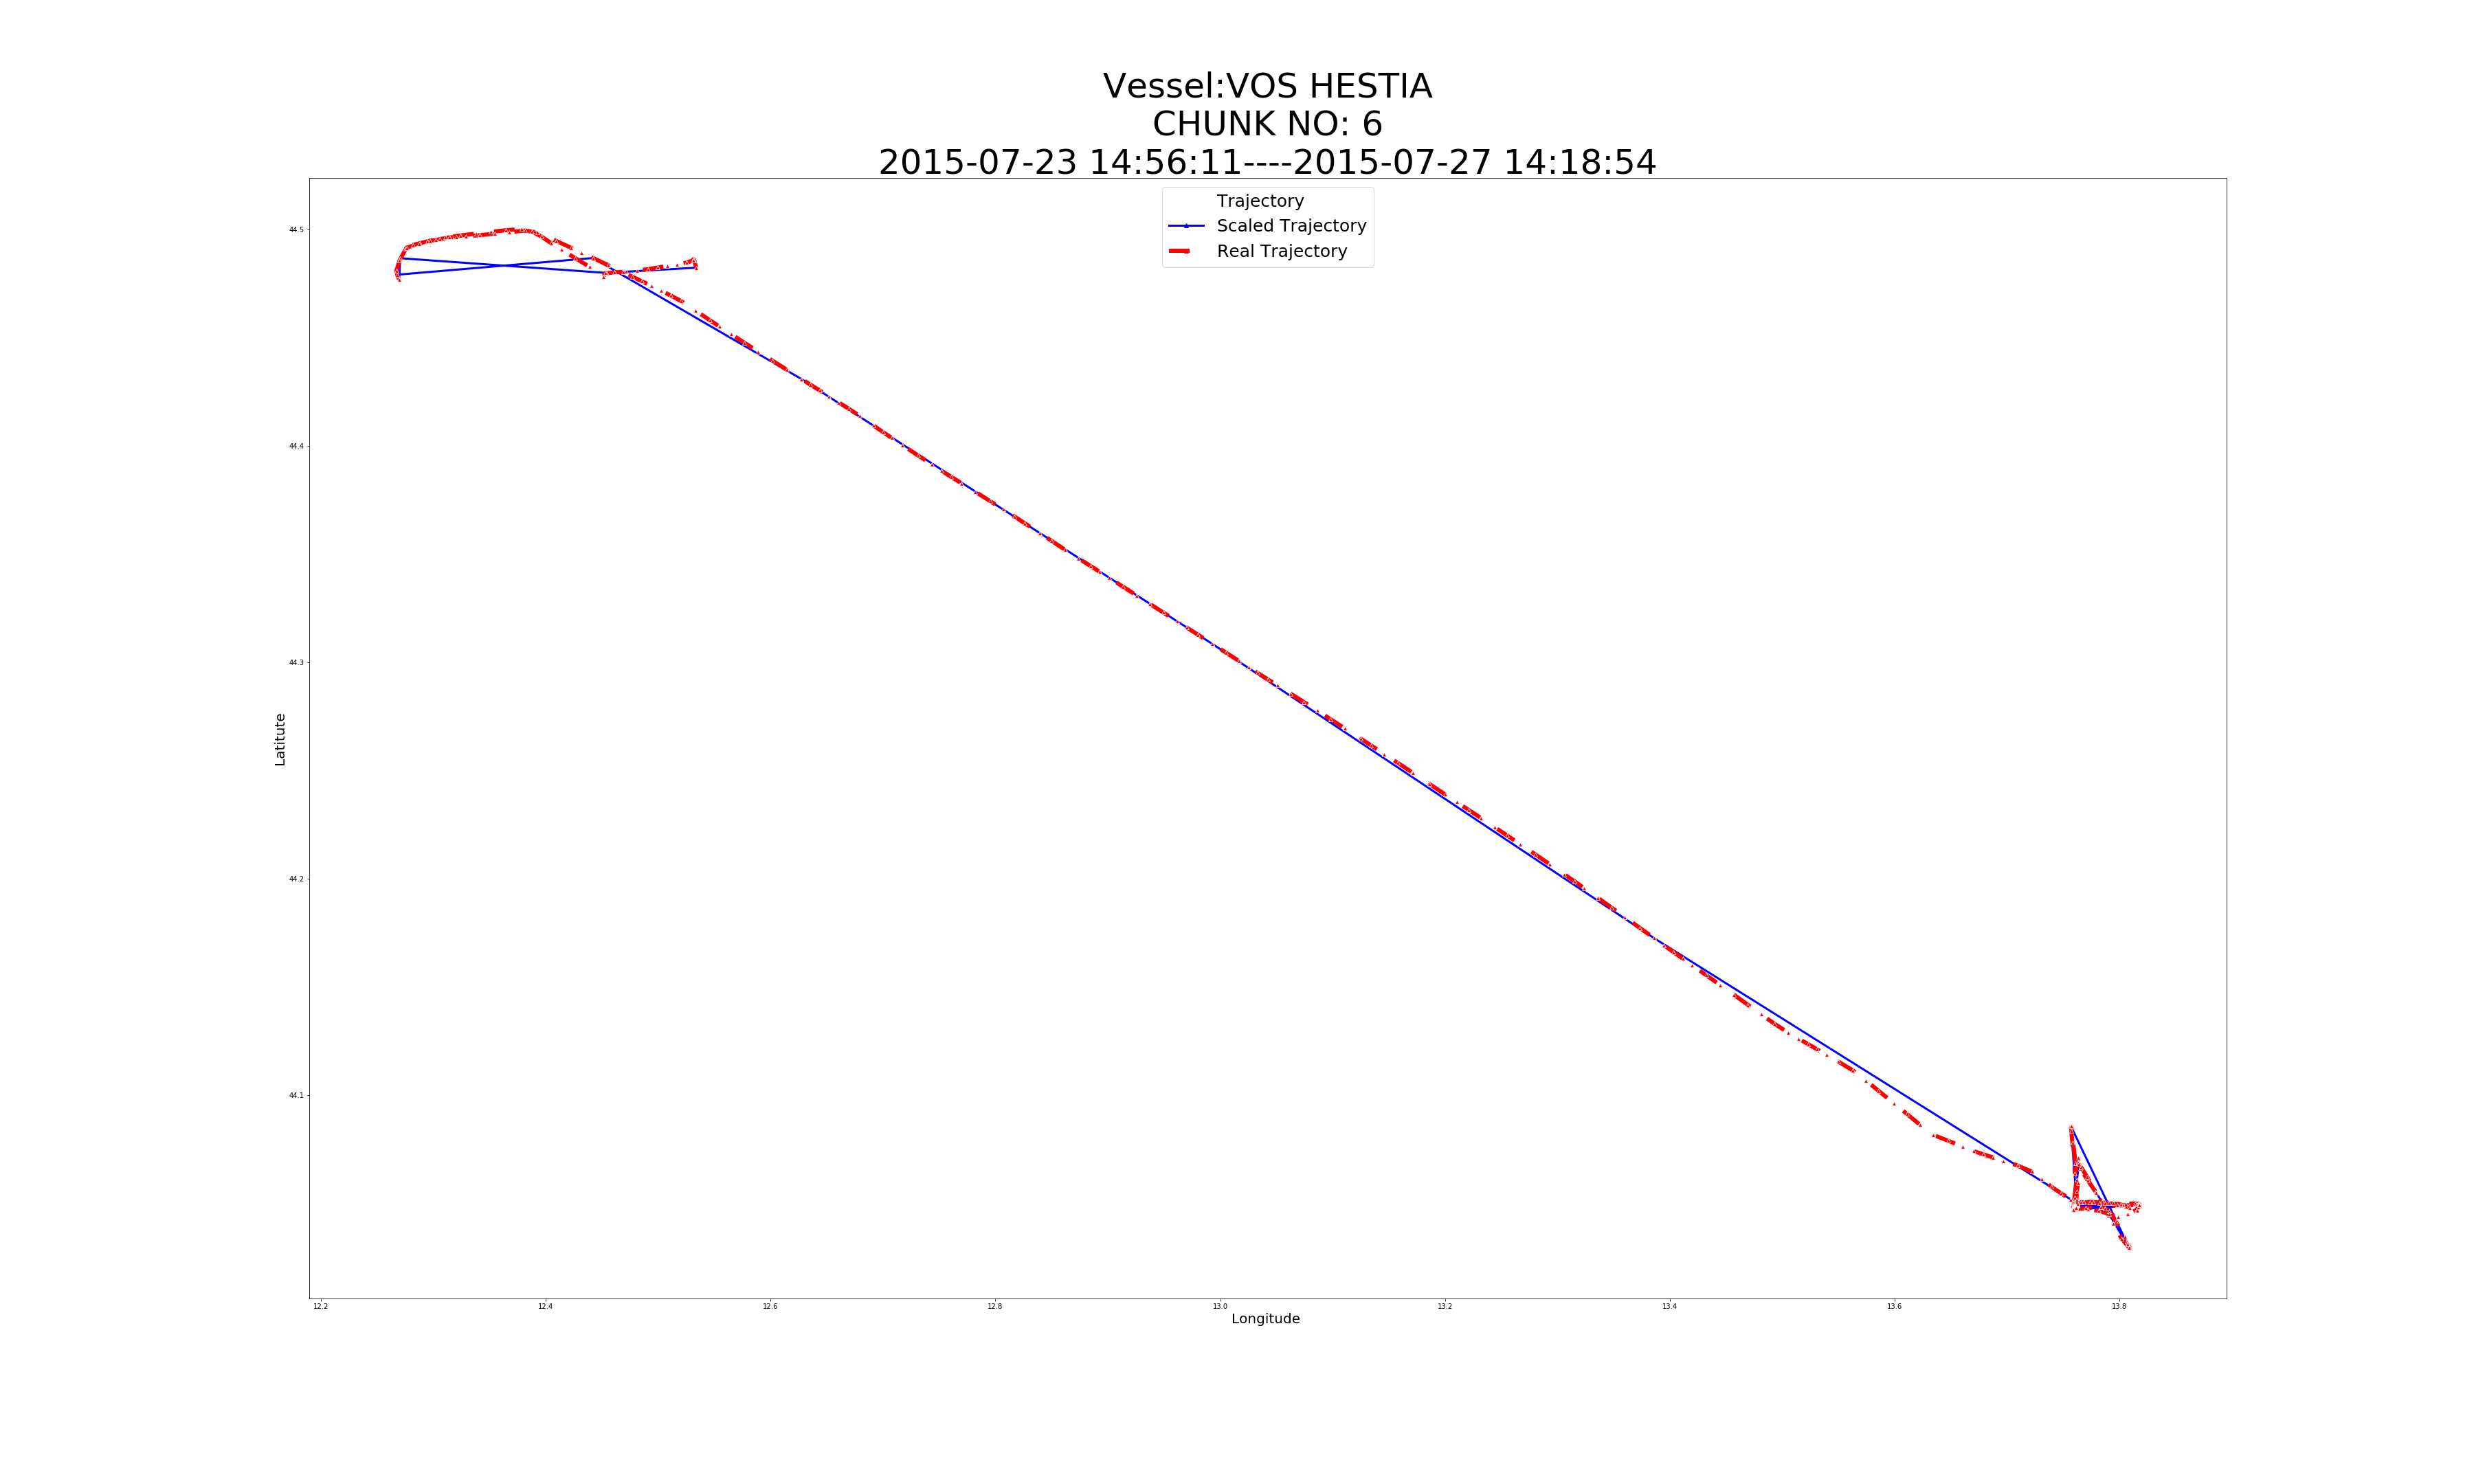 Vessel:VOS HESTIA
CHUNK NO: 6
2015-07-23 14:56:11----2015-07-27 14:18:54
Trajectory
Scaled Trajectory
Real Trajectory
44.5
44.4
44.3
44.2
44.1
Latitute
12.2 12.4 12.6 12.8 13.0 13.2 13.4 13.6 13.8
Longitude